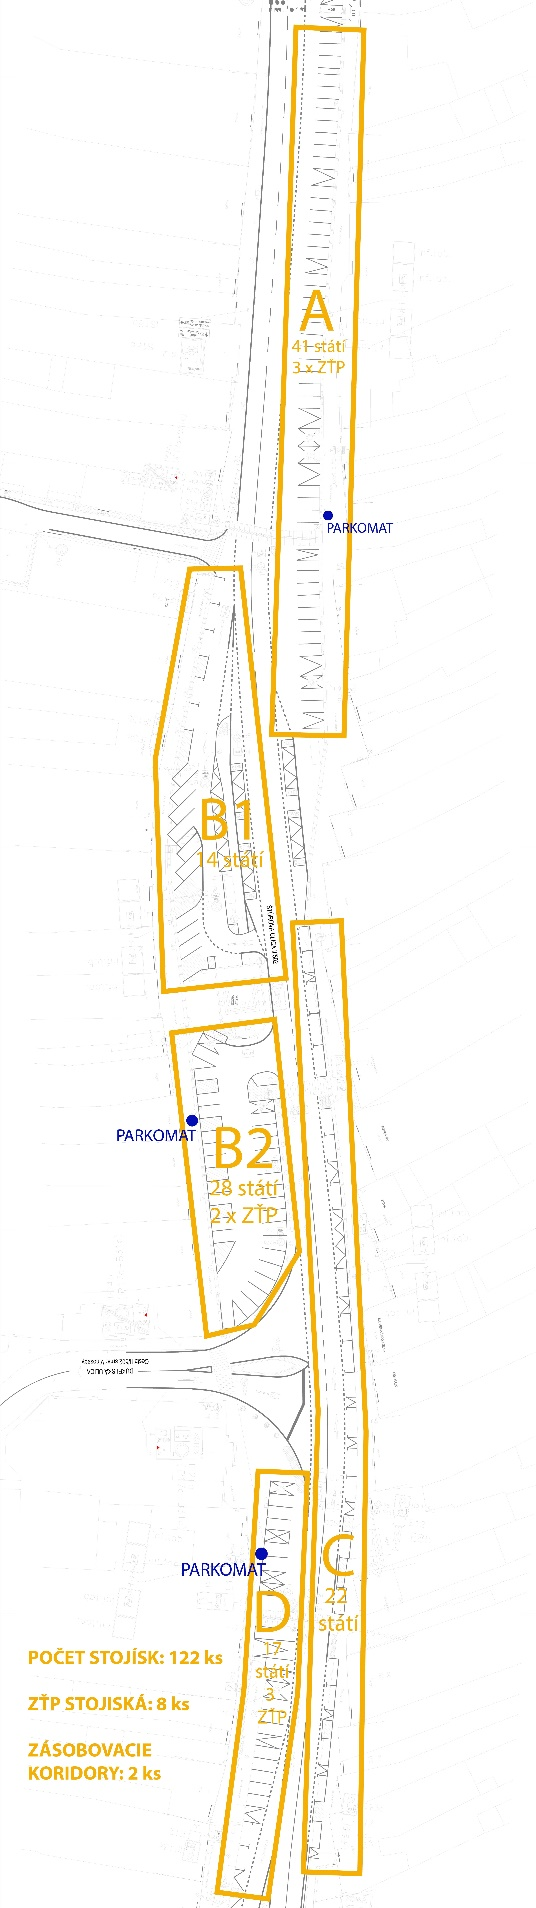 A
41 státí
3 x ZŤP
PARKOMAT
B1
14 státí
PARKOMAT
B2
28 státí
2 x ZŤP
C
22
státí
PARKOMAT
D
17
státí
3
ZŤP
POČET STOJÍSK: 122 ks
ZŤP STOJISKÁ: 8 ks
ZÁSOBOVACIE
KORIDORY: 2 ks